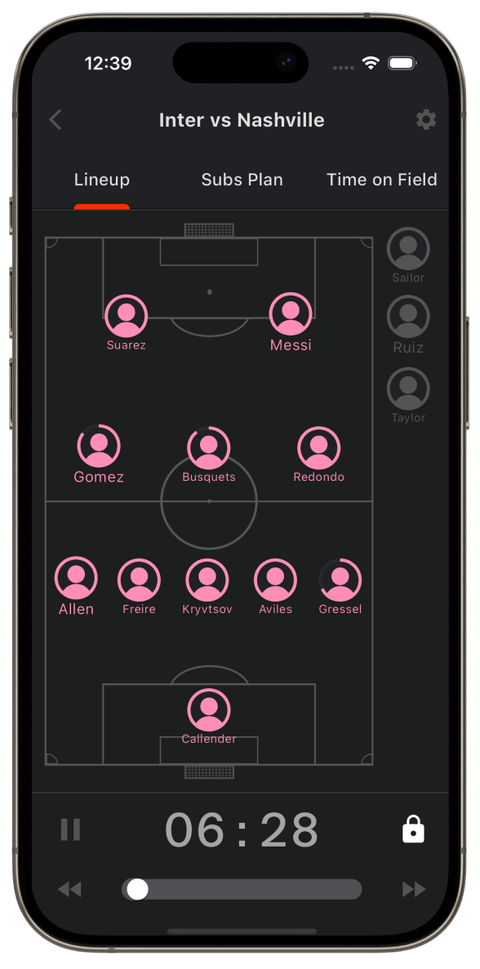 12:39
Inter vs Nashville
Lineup Subs Plan Time on Field
Sailor
Suarez Messi Ruiz
Taylor
Gomez Busquets Redondo
Allen Freire Kryvtsov Aviles Gressel
Callender
06:28